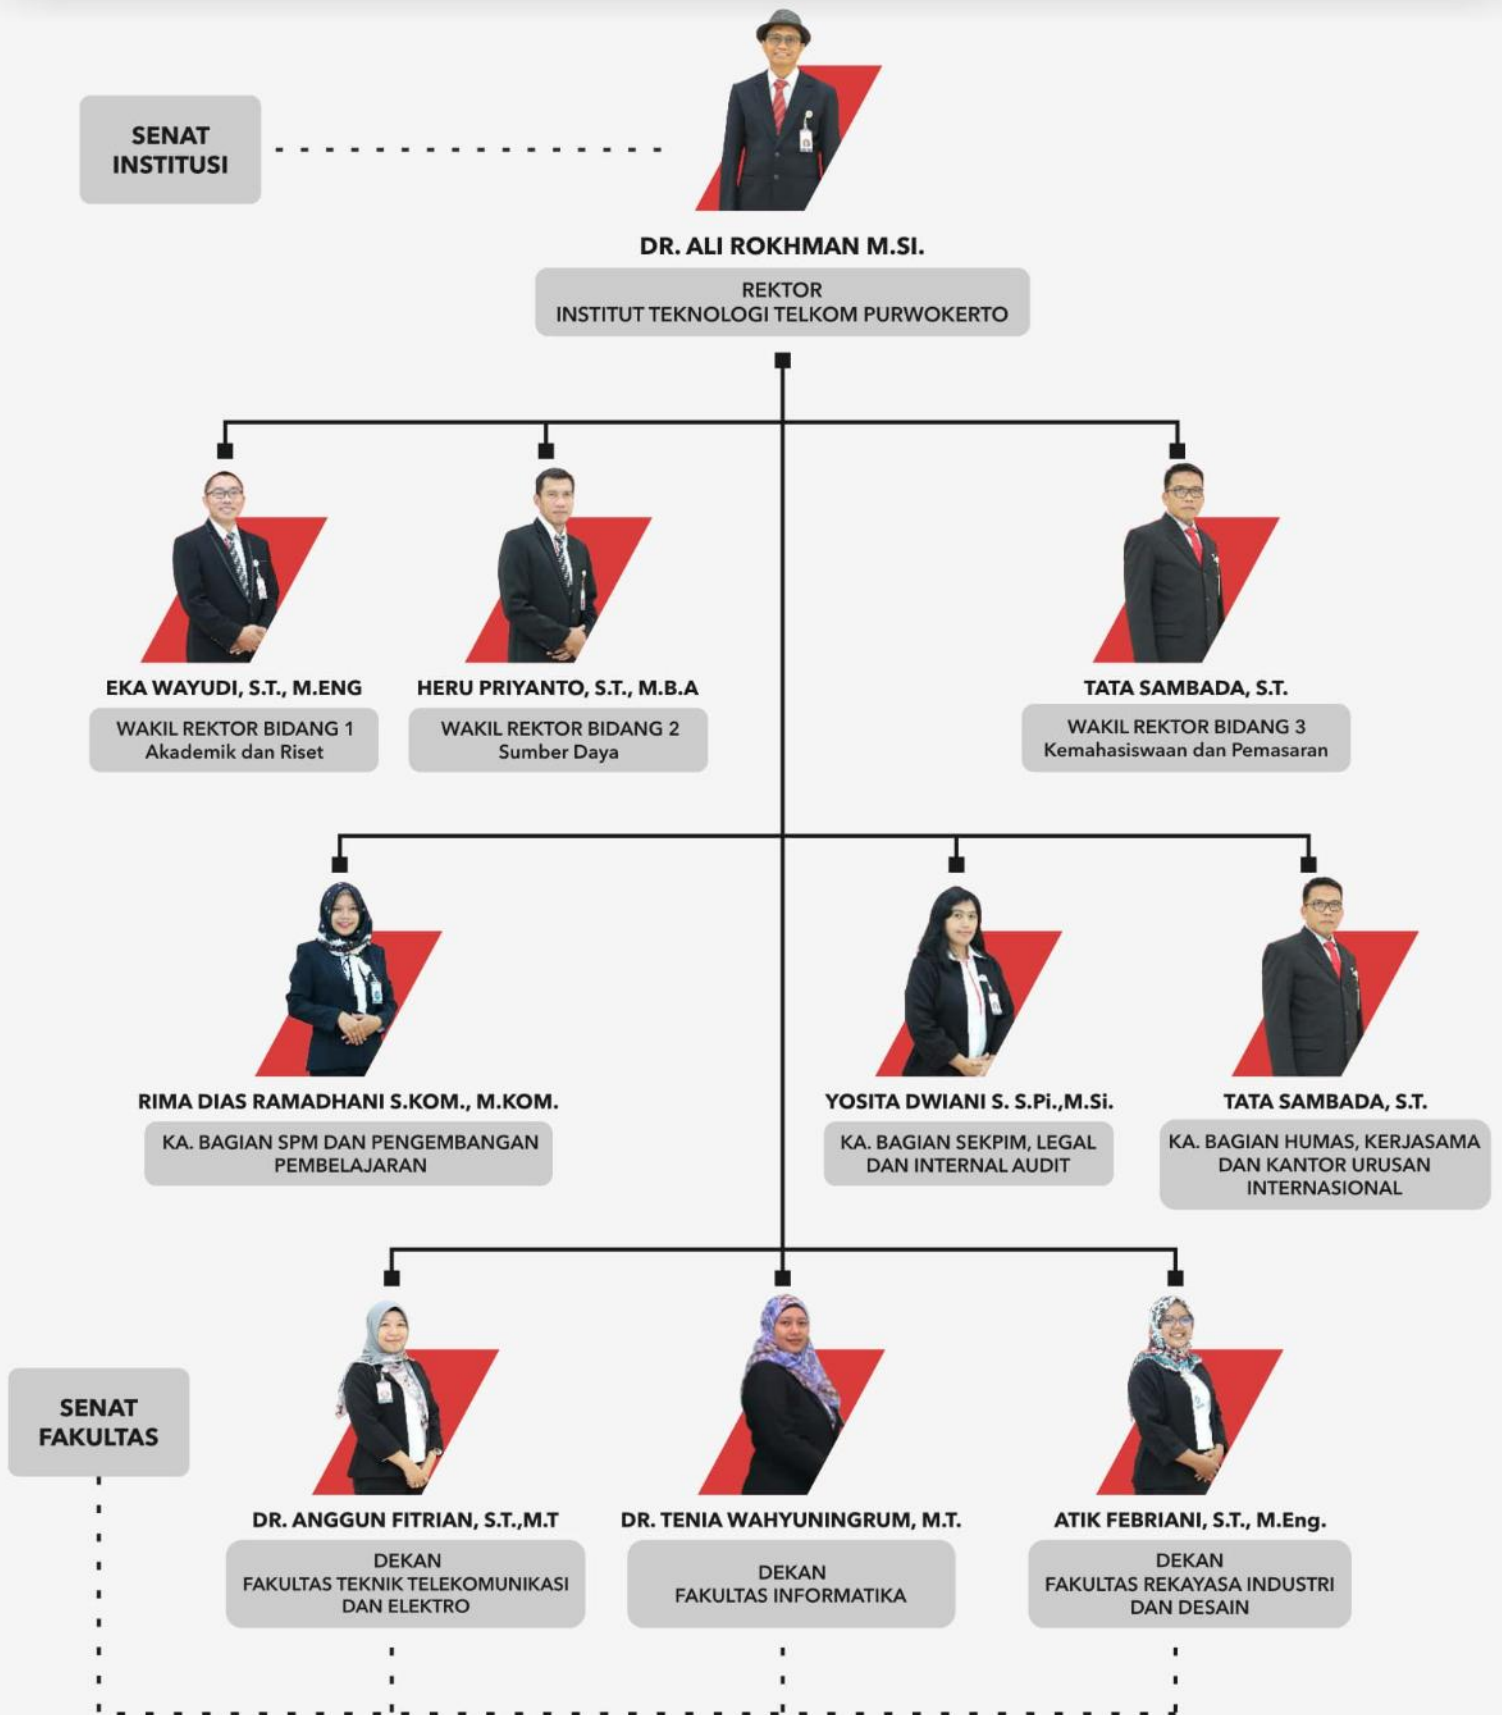 SENAT
INSTITUSI
DR. ALI ROKHMAN M.SI.
REKTOR
INSTITUT TEKNOLOGI TELKOM PURWOKERTO
EKA WAYUDI, S.T., M.ENG
WAKIL REKTOR BIDANG 1
Akademik dan Riset
HERU PRIYANTO, S.T., M.B.A
WAKIL REKTOR BIDANG 2
Sumber Daya
TATA SAMBADA, S.T.
WAKIL REKTOR BIDANG 3
Kemahasiswaan dan Pemasaran
RIMA DIAS RAMADHANI S.KOM., M.KOM.
KA. BAGIAN SPM DAN PENGEMBANGAN
PEMBELAJARAN
YOSITA DWIANI S. S.Pi.,M.Si.
KA. BAGIAN SEKPIM, LEGAL
DAN INTERNAL AUDIT
TATA SAMBADA, S.T.
KA. BAGIAN HUMAS, KERJASAMA
DAN KANTOR URUSAN
INTERNASIONAL
SENAT
FAKULTAS
DR. ANGGUN FITRIAN, S.T.,M.T
DEKAN
FAKULTAS TEKNIK TELEKOMUNIKASI
DAN ELEKTRO
DR. TENIA WAHYUNINGRUM, M.T.
DEKAN
FAKULTAS INFORMATIKA
ATIK FEBRIANI, S.T., M.Eng.
DEKAN
FAKULTAS REKAYASA INDUSTRI
DAN DESAIN